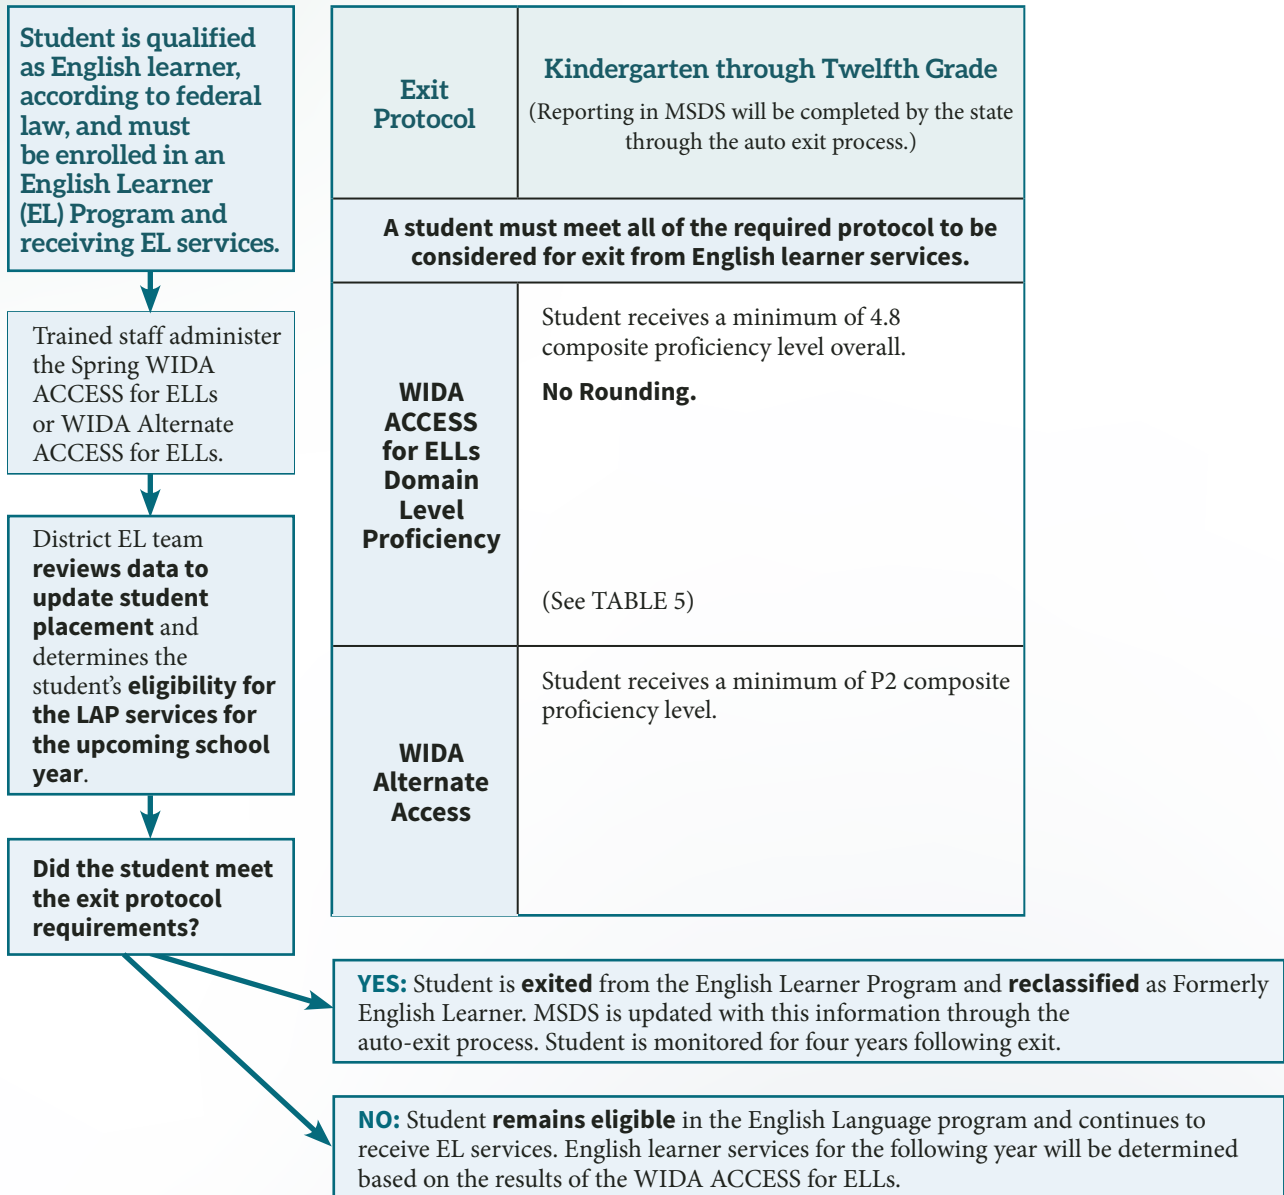 Student is qualified
as English learner,
according to federal
law, and must
be enrolled in an
English Learner
(EL) Program and
receiving EL services.
Trained staff administer
the Spring WIDA
ACCESS for ELLs
or WIDA Alternate
ACCESS for ELLs.
District EL team
reviews data to
update student
placement and
determines the
student’s eligibility for
the LAP services for
the upcoming school
year.
Did the student meet
the exit protocol
requirements?
Exit
Protocol
Kindergarten through Twelfth Grade
(Reporting in MSDS will be completed by the state
through the auto exit process.)
A student must meet all of the required protocol to be
considered for exit from English learner services.
WIDA
ACCESS
for ELLs
Domain
Level
Proficiency
Student receives a minimum of 4.8
composite proficiency level overall.
No Rounding.
(See TABLE 5)
WIDA
Alternate
Access
Student receives a minimum of P2 composite
proficiency level.
YES: Student is exited from the English Learner Program and reclassified as Formerly
English Learner. MSDS is updated with this information through the
auto-exit process. Student is monitored for four years following exit.
NO: Student remains eligible in the English Language program and continues to
receive EL services. English learner services for the following year will be determined
based on the results of the WIDA ACCESS for ELLs.